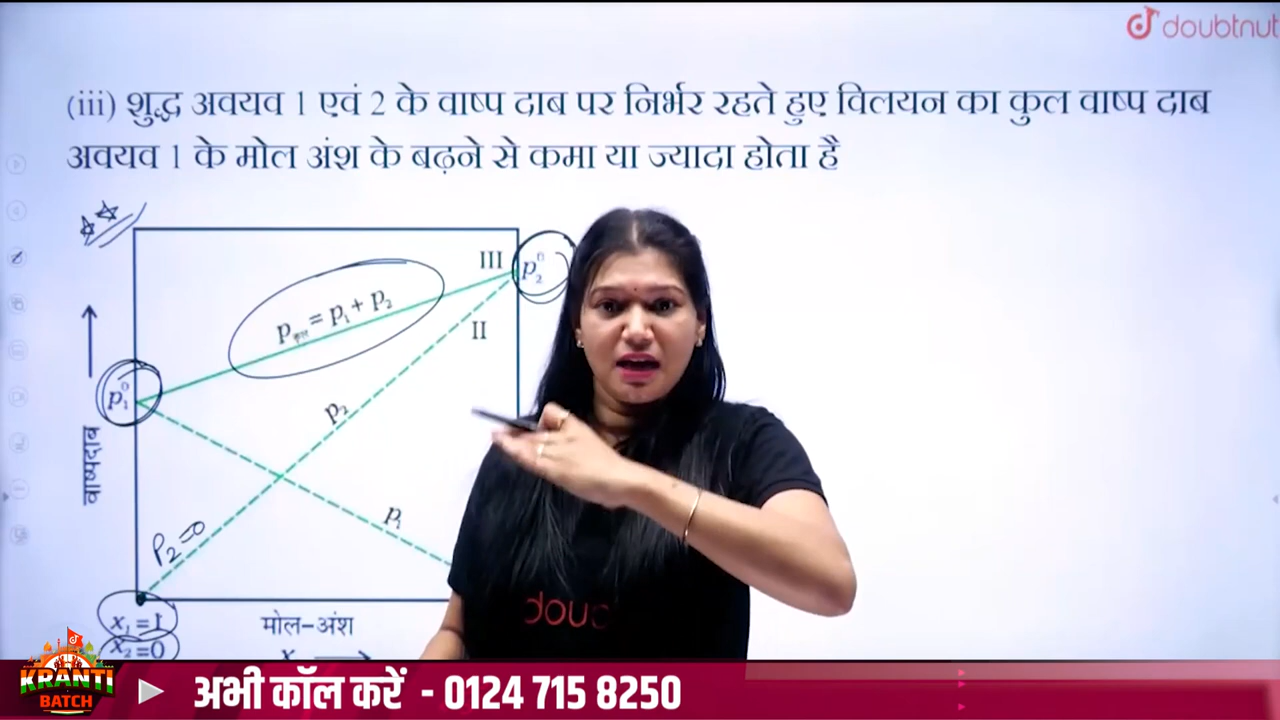 doubtnut
(iii) शुद्ध अवयव 1 एवं 2 के वाष्प दाब पर निर्भर रहते हुए विलयन का कुल वाष्प दाब
अवयव 1 के मोल अंश के बढ़ने से कमा या ज्यादा होता है
III
p₂⁰
p कुल = p₁ + p₂
II
p₁⁰
p₂
वाष्पदाब
p₁
P₂=0
x₁=1
x₂=0
मोल-अंश
x
dou
KRANTI
BATCH
अभी कॉल करें - 0124 715 8250